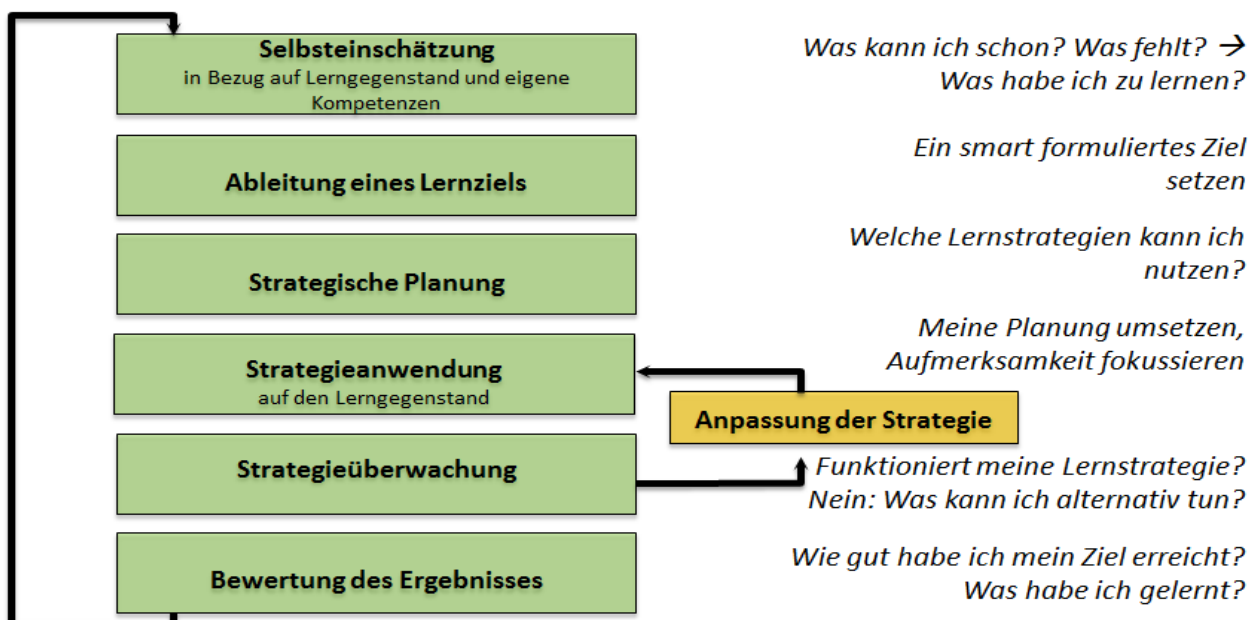 Selbsteinschätzung
in Bezug auf Lerngegenstand und eigene
Kompetenzen
Was kann ich schon? Was fehlt? →
Was habe ich zu lernen?
Ableitung eines Lernziels
Ein smart formuliertes Ziel
setzen
Strategische Planung
Welche Lernstrategien kann ich
nutzen?
Strategieanwendung
auf den Lerngegenstand
Meine Planung umsetzen,
Aufmerksamkeit fokussieren
Anpassung der Strategie
Strategieüberwachung
Funktioniert meine Lernstrategie?
Nein: Was kann ich alternativ tun?
Bewertung des Ergebnisses
Wie gut habe ich mein Ziel erreicht?
Was habe ich gelernt?